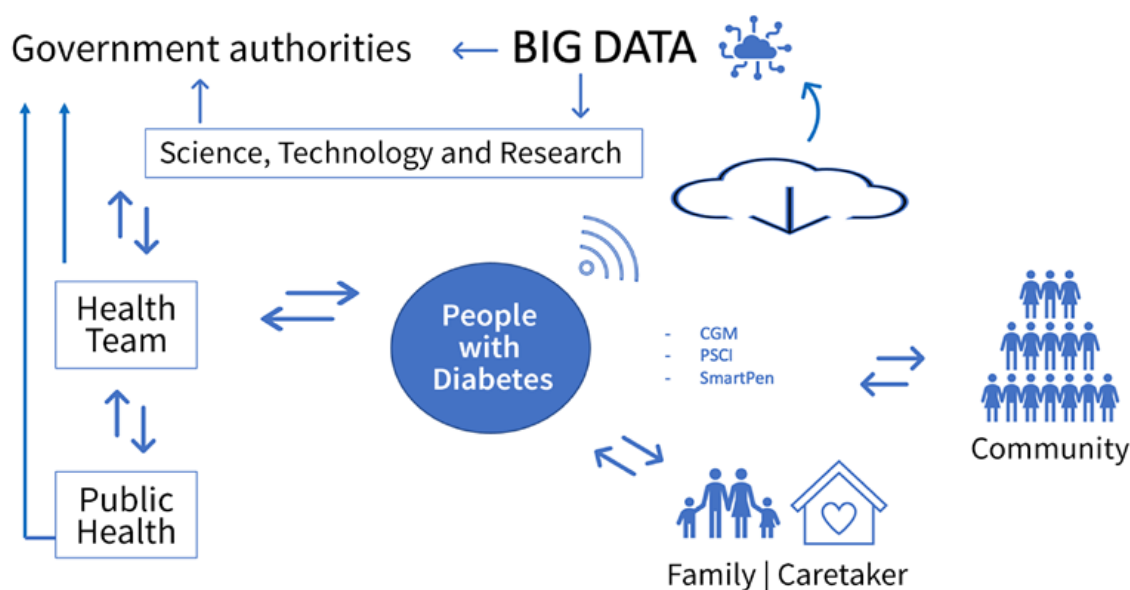 Government authorities
BIG DATA
Science, Technology and Research
Health
Team
People
with
Diabetes
- CGM
- PSCI
- SmartPen
Community
Public
Health
Family | Caretaker